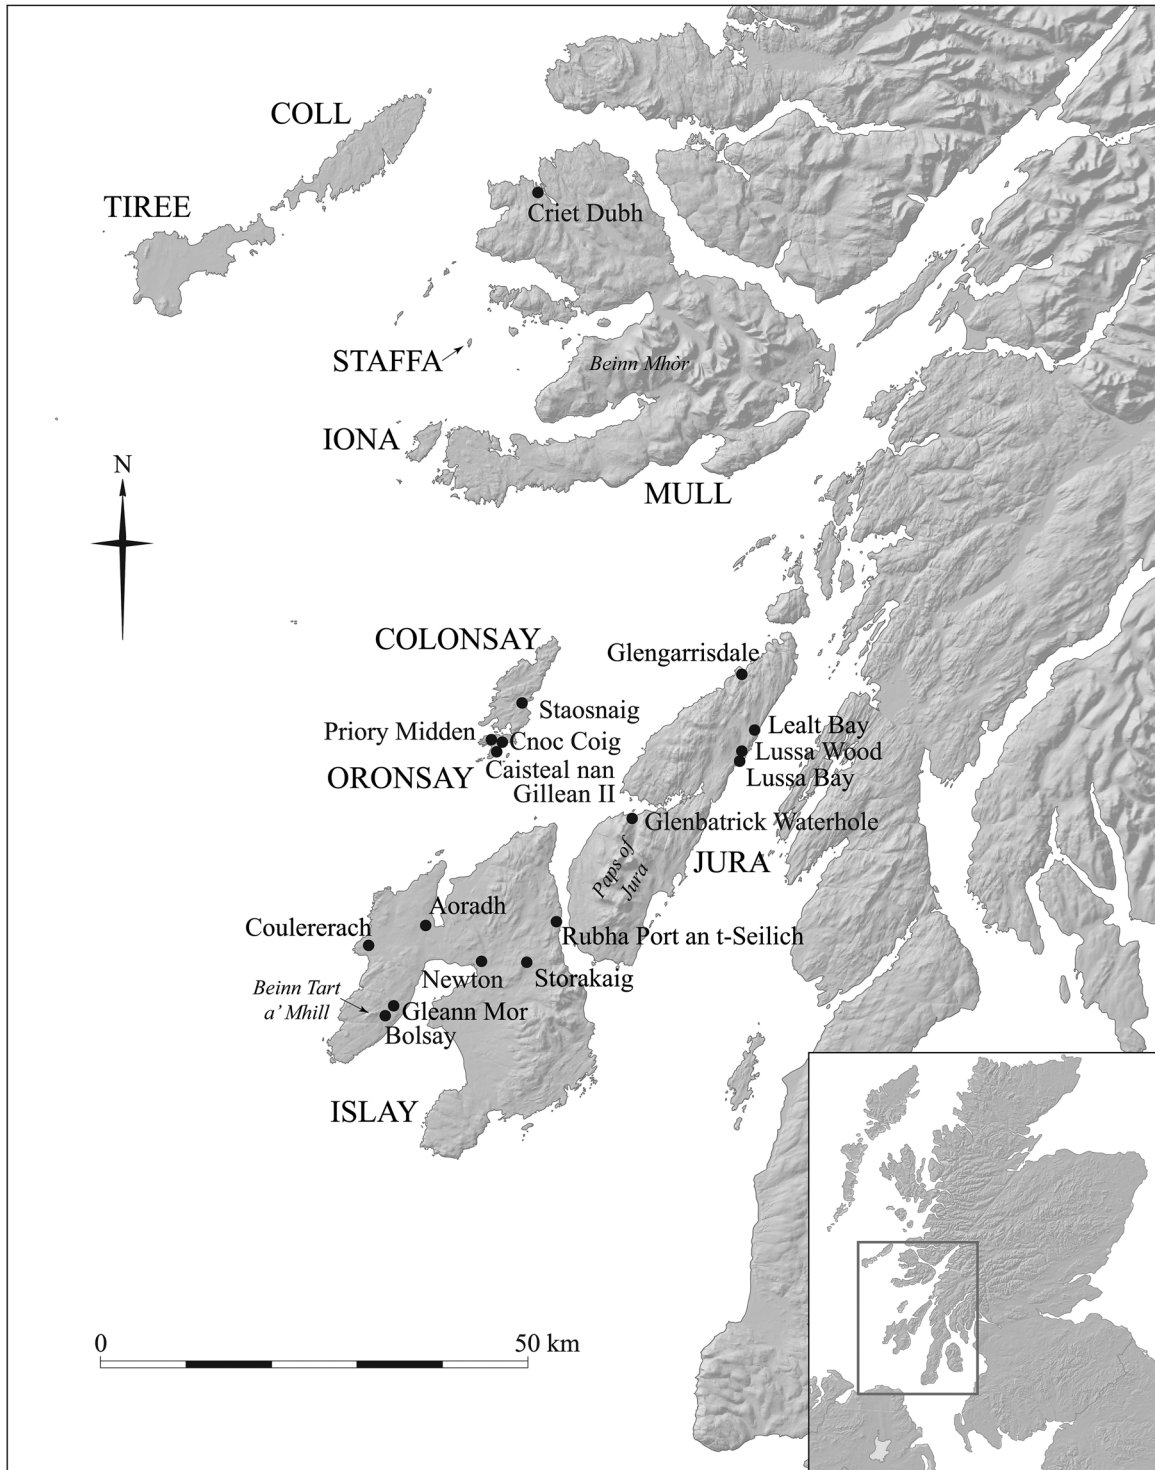 COLL
TIREE
Criet Dubh
STAFFA
Beinn Mhòr
IONA
MULL
N
COLONSAY
Glengarrisdale
Staosnaig
Priory Midden
Cnoc Coig
Lealt Bay
Lussa Wood
Lussa Bay
ORONSAY
Caisteal nan
Gillean II
Glenbatrick Waterhole
Paps of
Jura
JURA
Aoradh
Coulererach
Rubha Port an t-Seilich
Newton
Storakaig
Beinn Tart
a' Mhill
Gleann Mor
Bolsay
ISLAY
0
50 km